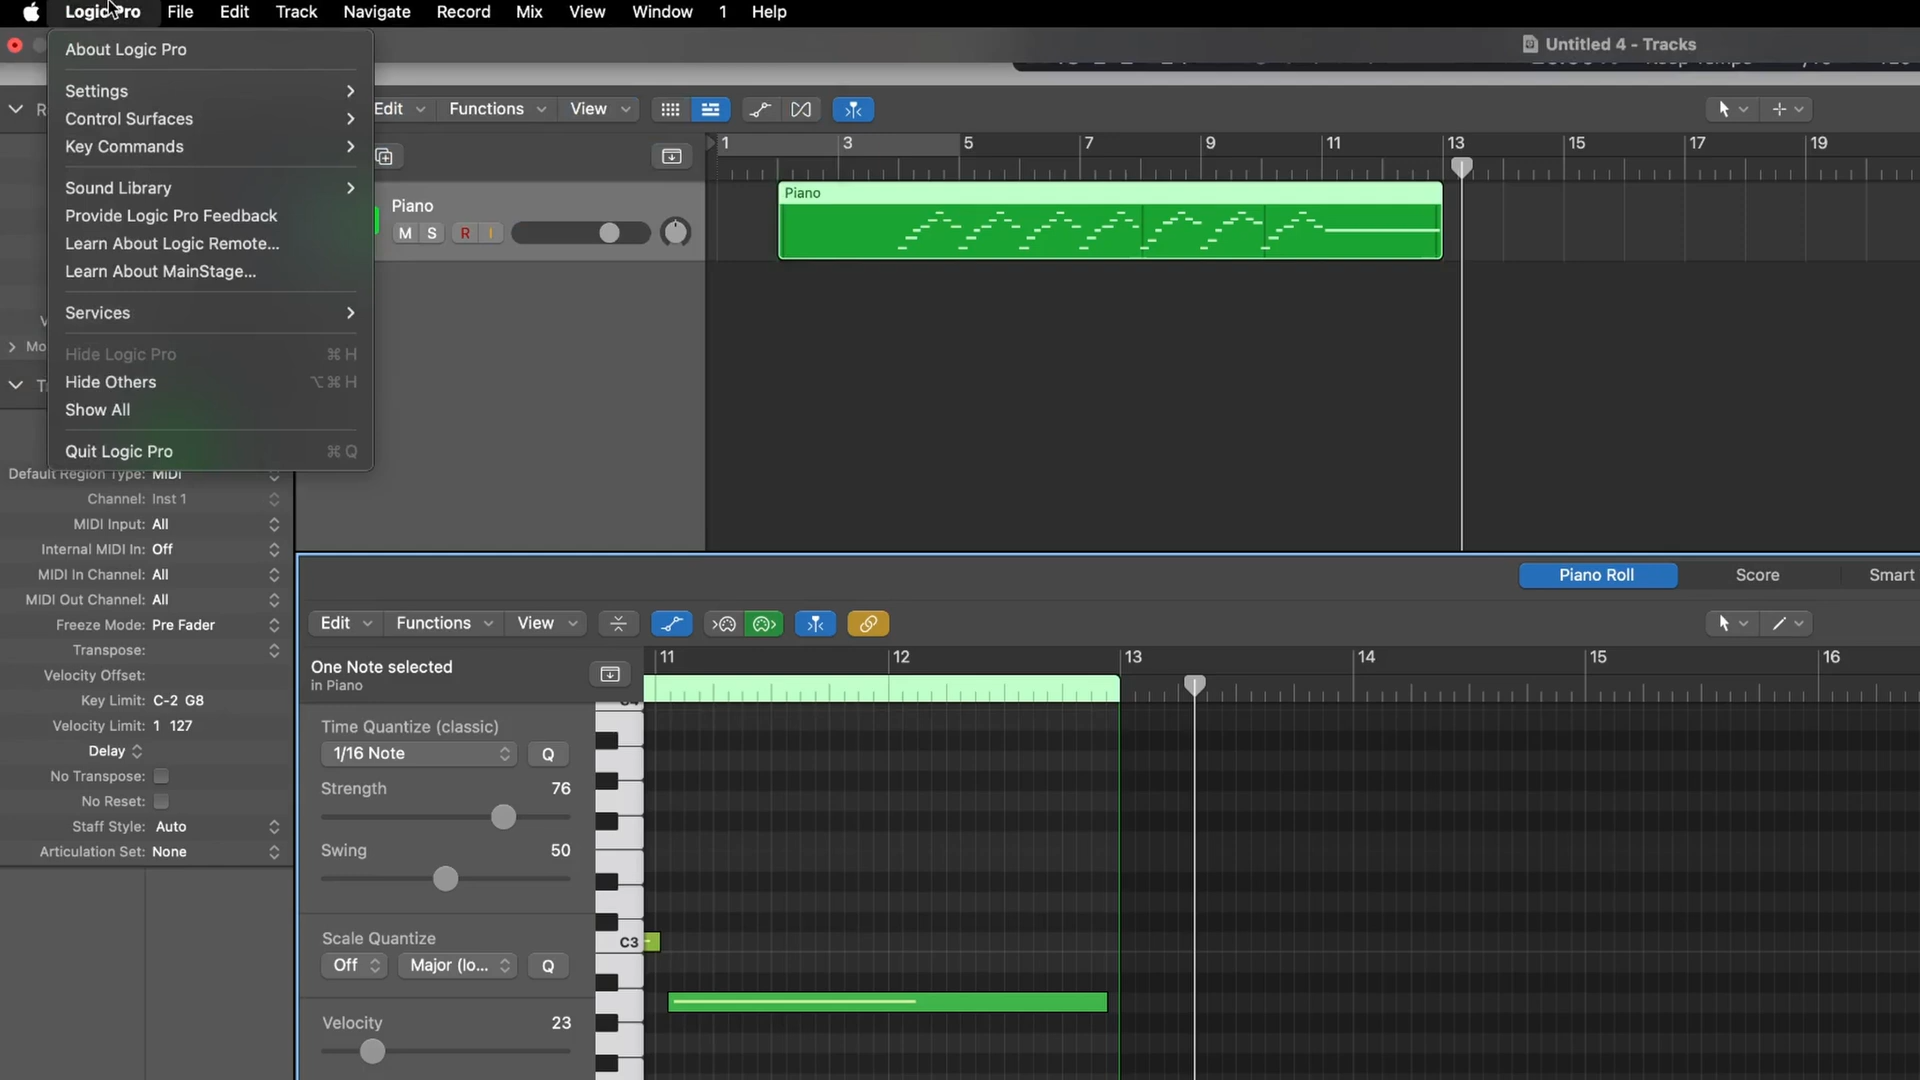 Logic Pro File Edit Track Navigate Record Mix View Window 1 Help
Untitled 4 - Tracks
About Logic Pro
Settings
Control Surfaces
Key Commands
Sound Library
Provide Logic Pro Feedback
Learn About Logic Remote...
Learn About MainStage...
Services
Hide Logic Pro ⌘ H
Hide Others ⌥ ⌘ H
Show All
Quit Logic Pro ⌘ Q
Edit Functions View
1 3 5 7 9 11 13 15 17 19
Piano
M S R I
Piano
Mo
Default Region Type: MIDI
Channel: Inst 1
MIDI Input: All
Internal MIDI In: Off
MIDI In Channel: All
MIDI Out Channel: All
Freeze Mode: Pre Fader
Transpose:
Velocity Offset:
Key Limit: C-2 G8
Velocity Limit: 1 127
Delay
No Transpose:
No Reset:
Staff Style: Auto
Articulation Set: None
Piano Roll Score Smart
Edit Functions View
One Note selected
in Piano
11 12 13 14 15 16
Time Quantize (classic)
1/16 Note Q
Strength 76
Swing 50
Scale Quantize
Off Major (lo... Q
Velocity 23
C3